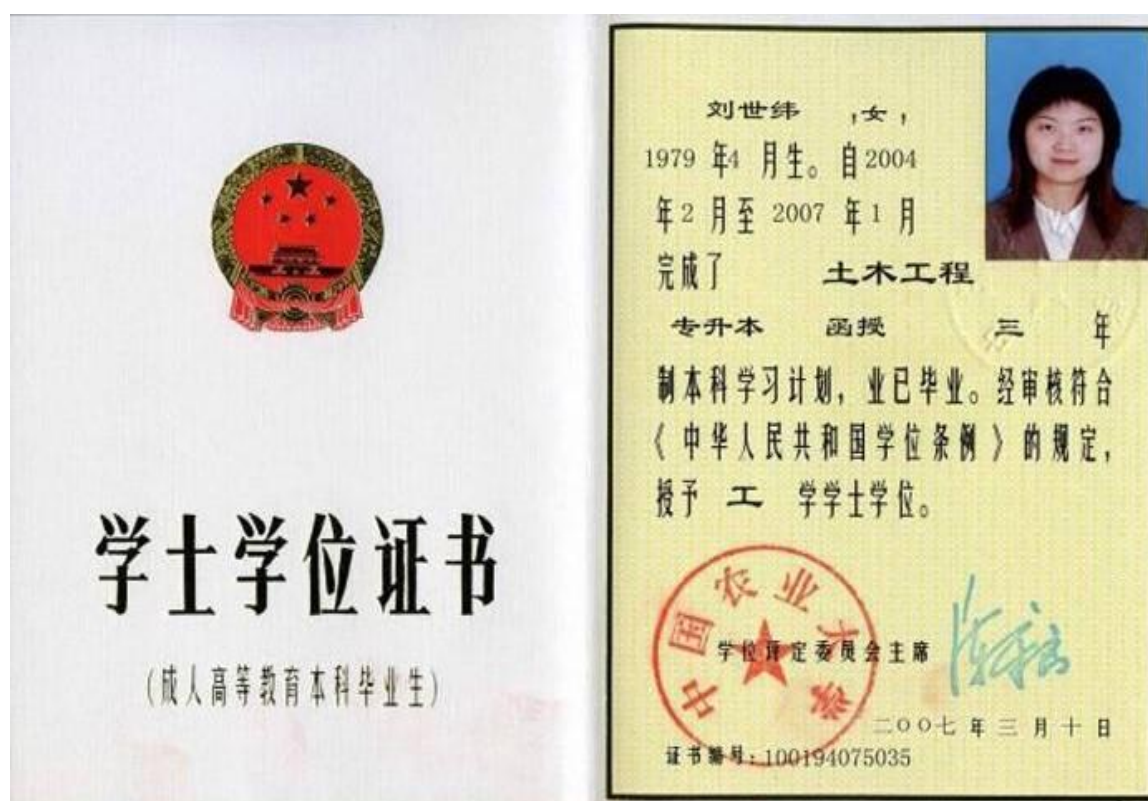 学士学位证书
(成人高等教育本科毕业生)
刘世纬 ，女，
1979 年4 月生。自2004
年 2 月至 2007 年 1 月
完成了 土木工程
专升本 函授 三 年
制本科学习计划，业已毕业。经审核符合
《中华人民共和国学位条例》的规定，
授予 工 学学士学位。
中国农业大学
学位评定委员会主席
二〇〇七年三月十日
证书编号：100194075035